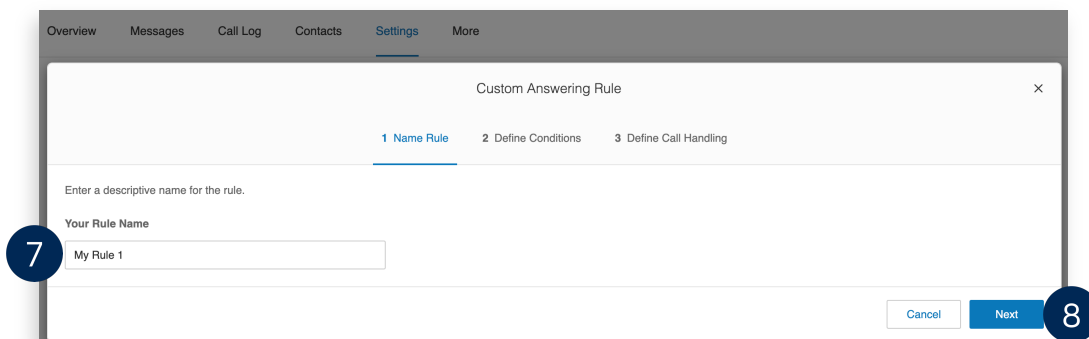 Overview Messages Call Log Contacts Settings More
Custom Answering Rule ×
1 Name Rule 2 Define Conditions 3 Define Call Handling
Enter a descriptive name for the rule.
Your Rule Name
7 My Rule 1
Cancel Next 8